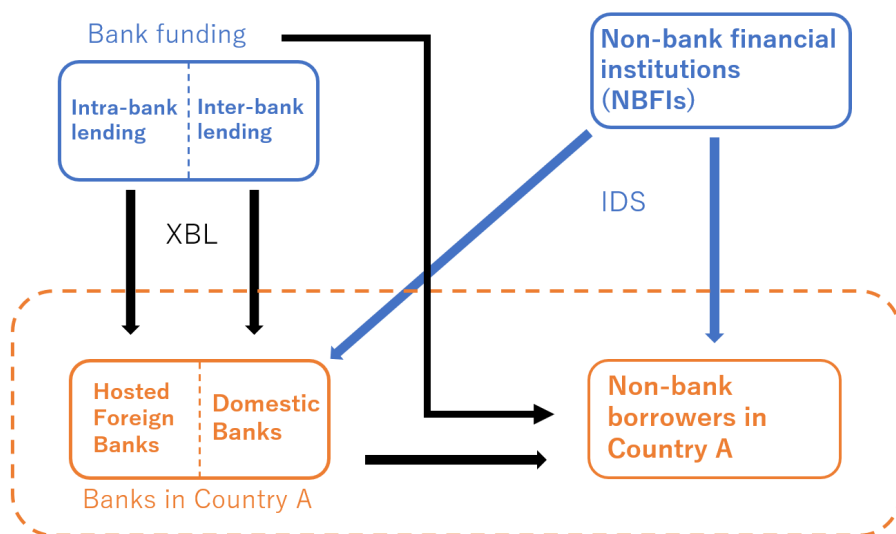 Bank funding
Intra-bank
lending
Inter-bank
lending
Non-bank financial
institutions
(NBFIs)
XBL
IDS
Hosted
Foreign
Banks
Domestic
Banks
Banks in Country A
Non-bank
borrowers in
Country A